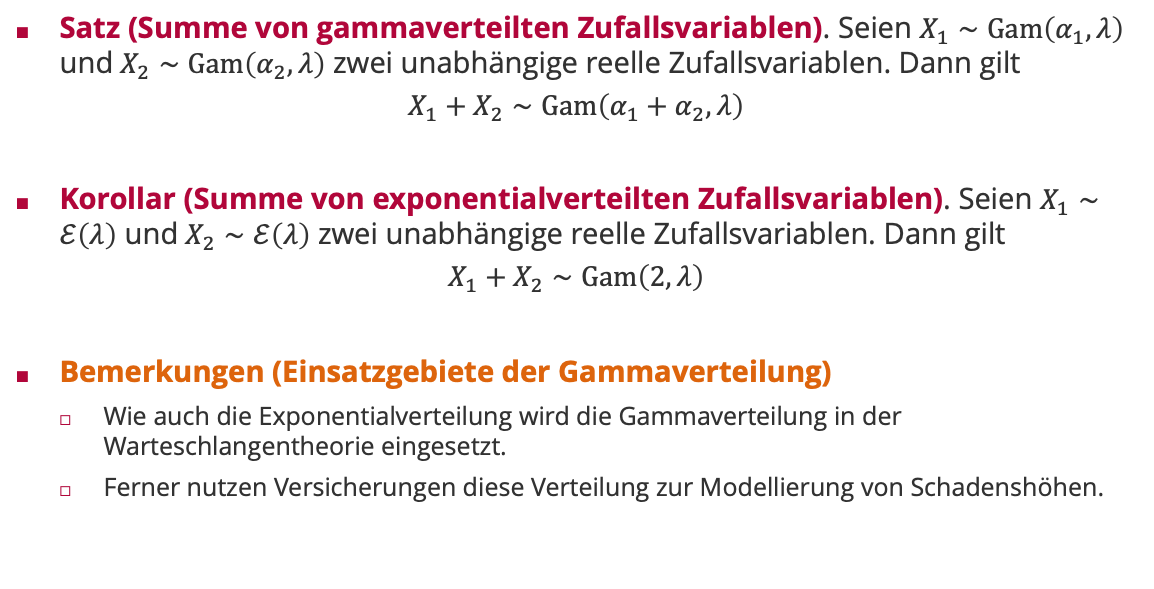 ▪ Satz (Summe von gammaverteilten Zufallsvariablen). Seien X₁ ~ Gam(α₁, λ)
und X₂ ~ Gam(α₂, λ) zwei unabhängige reelle Zufallsvariablen. Dann gilt
X₁ + X₂ ~ Gam(α₁ + α₂, λ)
▪ Korollar (Summe von exponentialverteilten Zufallsvariablen). Seien X₁ ~
ℰ(λ) und X₂ ~ ℰ(λ) zwei unabhängige reelle Zufallsvariablen. Dann gilt
X₁ + X₂ ~ Gam(2, λ)
▪ Bemerkungen (Einsatzgebiete der Gammaverteilung)
□ Wie auch die Exponentialverteilung wird die Gammaverteilung in der
Warteschlangentheorie eingesetzt.
□ Ferner nutzen Versicherungen diese Verteilung zur Modellierung von Schadenshöhen.